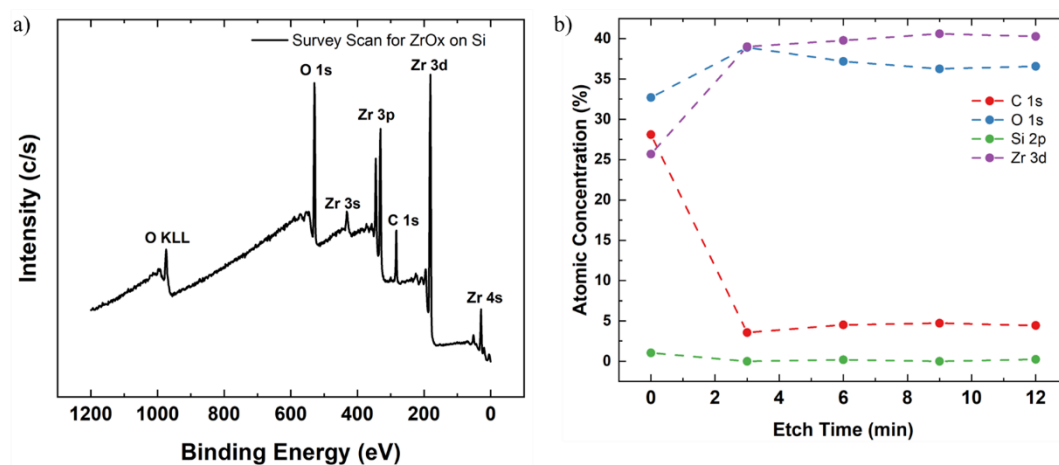 a)
Survey Scan for ZrOx on Si
O 1s
Zr 3d
Zr 3p
Zr 3s
C 1s
O KLL
Zr 4s
Intensity (c/s)
1200 1000 800 600 400 200 0
Binding Energy (eV)
b)
40
35
30
25
20
15
10
5
0
Atomic Concentration (%)
C 1s
O 1s
Si 2p
Zr 3d
0 2 4 6 8 10 12
Etch Time (min)